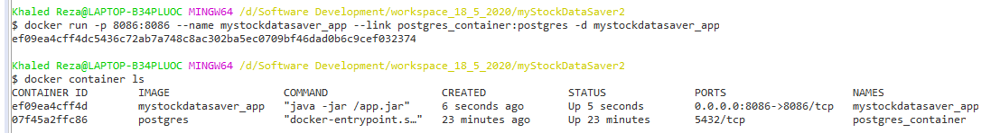 Khaled Reza@LAPTOP-B34PLUOC MINGW64 /d/Software Development/workspace_18_5_2020/myStockDataSaver2
$ docker run -p 8086:8086 --name mystockdatasaver_app --link postgres_container:postgres -d mystockdatasaver_app
ef09ea4cff4dc5436c72ab7a748c8ac302ba5ec0709bf46dad0b6c9cef032374
Khaled Reza@LAPTOP-B34PLUOC MINGW64 /d/Software Development/workspace_18_5_2020/myStockDataSaver2
$ docker container ls
CONTAINER ID IMAGE COMMAND CREATED STATUS PORTS NAMES
ef09ea4cff4d mystockdatasaver_app "java -jar /app.jar" 6 seconds ago Up 5 seconds 0.0.0.0:8086->8086/tcp mystockdatasaver_app
07f45a2ffc86 postgres "docker-entrypoint.s…" 23 minutes ago Up 23 minutes 5432/tcp postgres_container